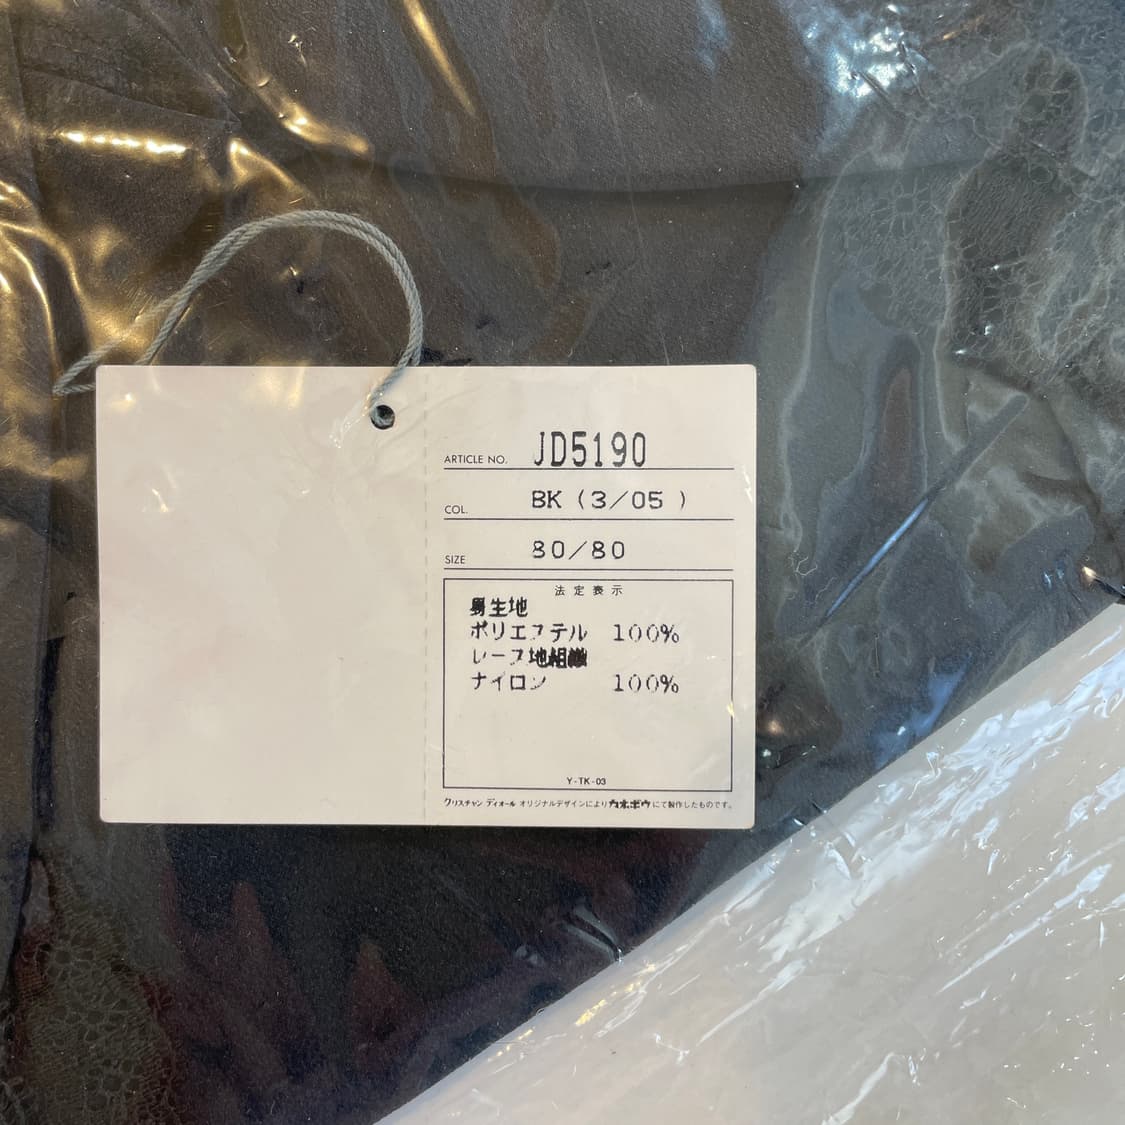 ARTICLE NO. JD5190
COL. BK (3/05 )
SIZE 80/80
法定表示
身生地
ポリエステル 100%
レース地組織
ナイロン 100%
Y-TK-03
クリスチャン ディオール オリジナルデザインによりカネボウにて製作したものです。